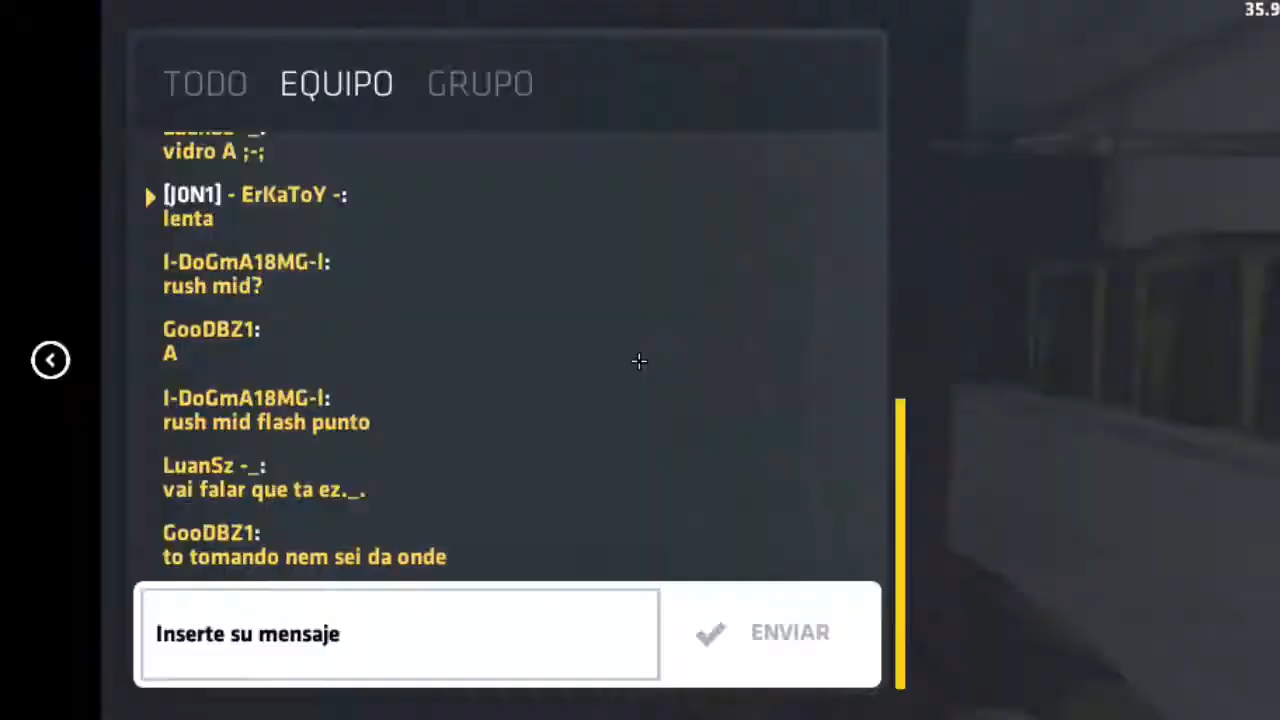 35.9
TODO EQUIPO GRUPO
vidro A ;-;
[J0N1] - ErKaToY -:
lenta
I-DoGmA18MG-I:
rush mid?
GooDBZ1:
A
I-DoGmA18MG-I:
rush mid flash punto
LuanSz -_:
vai falar que ta ez._.
GooDBZ1:
to tomando nem sei da onde
Inserte su mensaje
ENVIAR